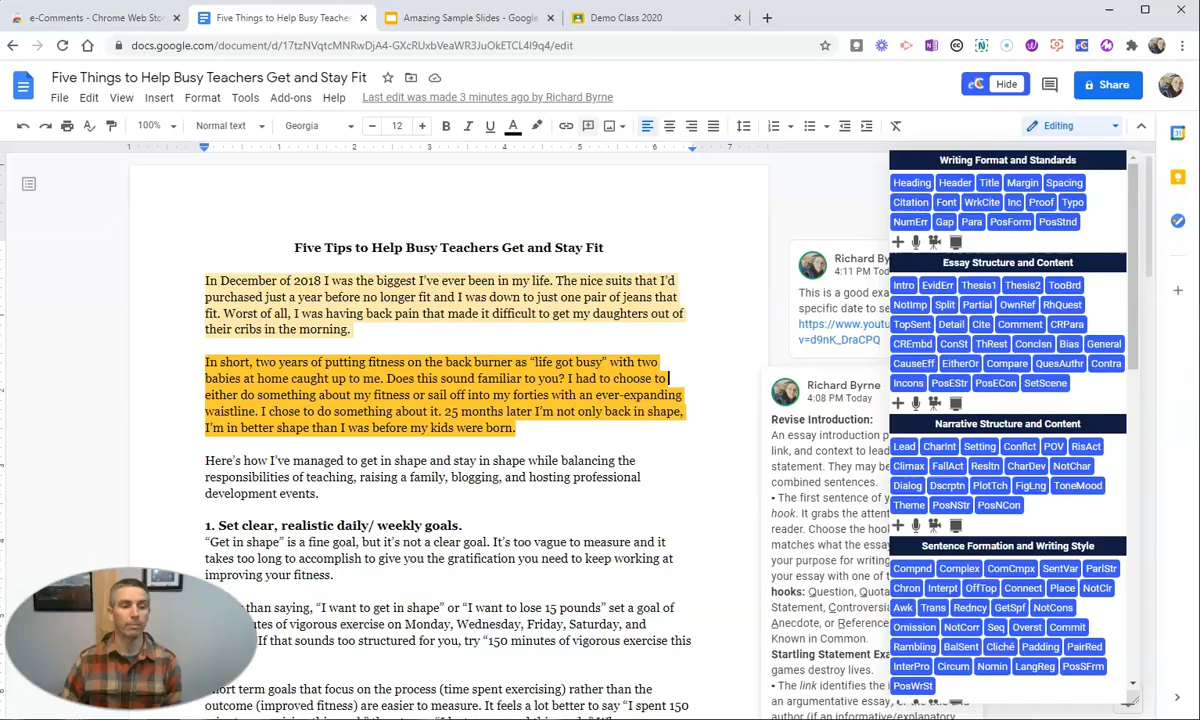 e-Comments - Chrome Web Sto
Five Things to Help Busy Teache
Amazing Sample Slides - Google
Demo Class 2020
docs.google.com/document/d/17tzNVqtcMNRwDjA4-GXcRUxbVeaWR3JuOkETCL4I9q4/edit
Five Things to Help Busy Teachers Get and Stay Fit
Hide
Share
File Edit View Insert Format Tools Add-ons Help Last edit was made 3 minutes ago by Richard Byrne
100% Normal text Georgia 12 B I U A Editing
1 1 2 3 4 5 6 7
Five Tips to Help Busy Teachers Get and Stay Fit
In December of 2018 I was the biggest I've ever been in my life. The nice suits that I'd
purchased just a year before no longer fit and I was down to just one pair of jeans that
fit. Worst of all, I was having back pain that made it difficult to get my daughters out of
their cribs in the morning.
In short, two years of putting fitness on the back burner as "life got busy" with two
babies at home caught up to me. Does this sound familiar to you? I had to choose to
either do something about my fitness or sail off into my forties with an ever-expanding
waistline. I chose to do something about it. 25 months later I'm not only back in shape,
I'm in better shape than I was before my kids were born.
Here's how I've managed to get in shape and stay in shape while balancing the
responsibilities of teaching, raising a family, blogging, and hosting professional
development events.
1. Set clear, realistic daily/ weekly goals.
"Get in shape" is a fine goal, but it's not a clear goal. It's too vague to measure and it
takes too long to accomplish to give you the gratification you need to keep working at
improving your fitness.
than saying, "I want to get in shape" or "I want to lose 15 pounds" set a goal of
utes of vigorous exercise on Monday, Wednesday, Friday, Saturday, and
If that sounds too structured for you, try "150 minutes of vigorous exercise this
hort term goals that focus on the process (time spent exercising) rather than the
outcome (improved fitness) are easier to measure. It feels a lot better to say "I spent 150
Richard By
4:11 PM Tod
This is a good exa
specific date to se
https://www.youtu
v=d9nK_DraCPQ
Richard Byrne
4:08 PM Today
Revise Introduction:
An essay introduction p
link, and context to lead
statement. They may be
combined sentences.
• The first sentence of y
hook. It grabs the attent
reader. Choose the hool
matches what the essay
your purpose for writing
your essay with one of t
hooks: Question, Quota
Statement, Controversia
Anecdote, or Reference
Known in Common.
Startling Statement Exa
games destroy lives.
• The link identifies the
an argumentative essay,
author (if an informative/explanatory
Writing Format and Standards
Heading Header Title Margin Spacing
Citation Font WrkCite Inc Proof Typo
NumErr Gap Para PosForm PosStnd
Essay Structure and Content
Intro EvidErr Thesis1 Thesis2 TooBrd
NotImp Split Partial OwnRef RhQuest
TopSent Detail Cite Comment CRPara
CREmbd ConSt ThRest Conclsn Bias General
CauseEff EitherOr Compare QuesAuthr Contra
Incons PosEStr PosECon SetScene
Narrative Structure and Content
Lead CharInt Setting Conflct POV RisAct
Climax FallAct Resltn CharDev NotChar
Dialog Dscrptn PlotTch FigLng ToneMood
Theme PosNStr PosNCon
Sentence Formation and Writing Style
Compnd Complex ComCmpx SentVar ParlStr
Chron Interpt OffTop Connect Place NotClr
Awk Trans Redncy GetSpf NotCons
Omission NotCorr Seq Overst Commit
Rambling BalSent Cliché Padding PairRed
InterPro Circum Nomin LangReg PosSFrm
PosWrSt